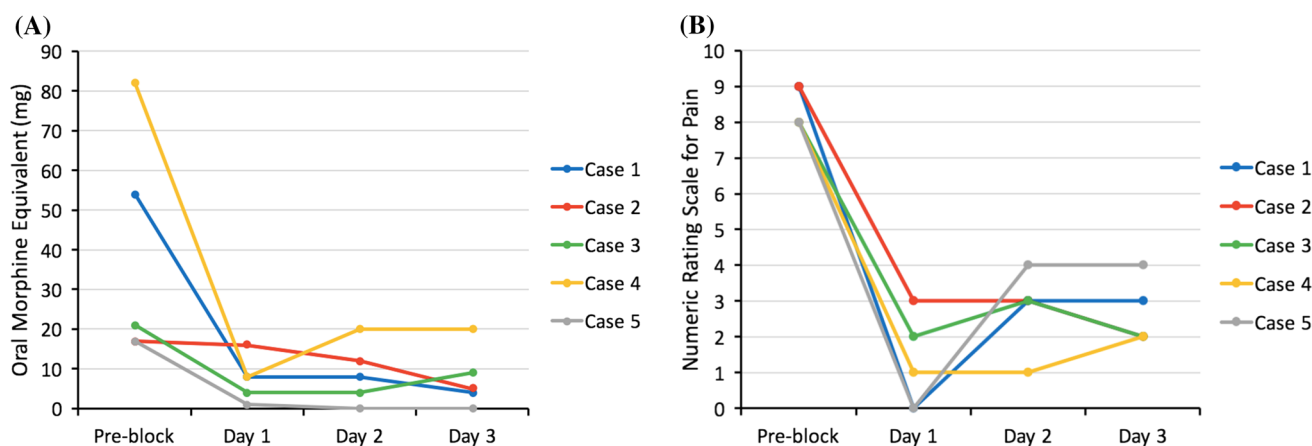 (A)
Oral Morphine Equivalent (mg)
90
80
70
60
50
40
30
20
10
0
Pre-block Day 1 Day 2 Day 3
Case 1
Case 2
Case 3
Case 4
Case 5
(B)
Numeric Rating Scale for Pain
10
9
8
7
6
5
4
3
2
1
0
Pre-block Day 1 Day 2 Day 3
Case 1
Case 2
Case 3
Case 4
Case 5